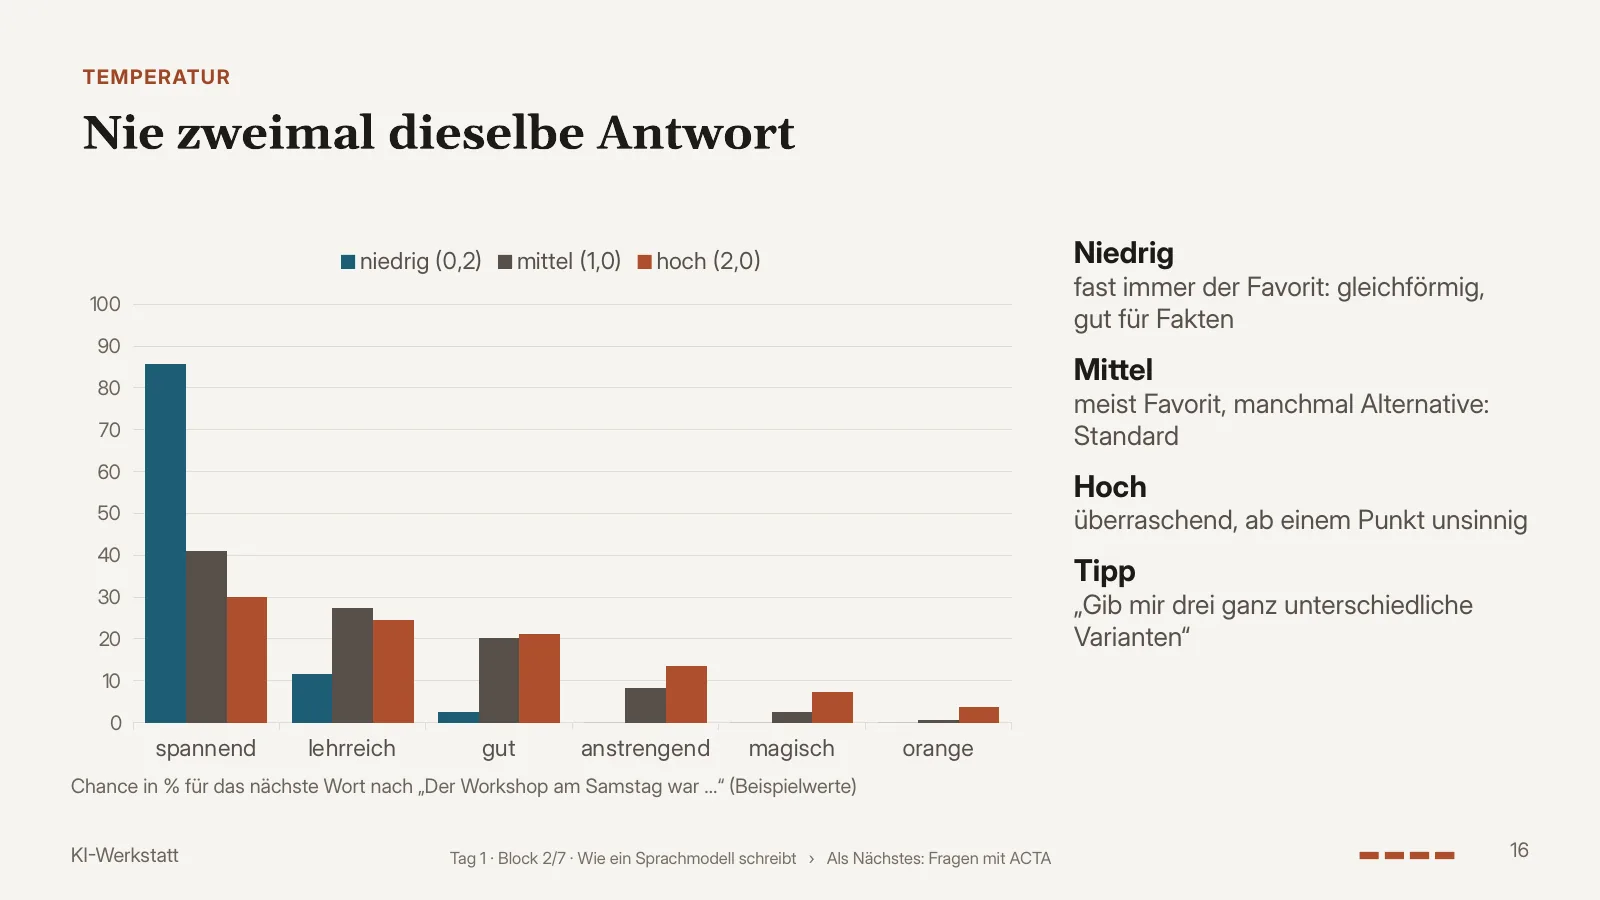 TEMPERATUR
Nie zweimal dieselbe Antwort
niedrig (0,2) mittel (1,0) hoch (2,0)
100
90
80
70
60
50
40
30
20
10
0
spannend lehrreich gut anstrengend magisch orange
Chance in % für das nächste Wort nach „Der Workshop am Samstag war ...“ (Beispielwerte)
Niedrig
fast immer der Favorit: gleichförmig,
gut für Fakten
Mittel
meist Favorit, manchmal Alternative:
Standard
Hoch
überraschend, ab einem Punkt unsinnig
Tipp
„Gib mir drei ganz unterschiedliche
Varianten“
KI-Werkstatt
Tag 1 · Block 2/7 · Wie ein Sprachmodell schreibt › Als Nächstes: Fragen mit ACTA
16